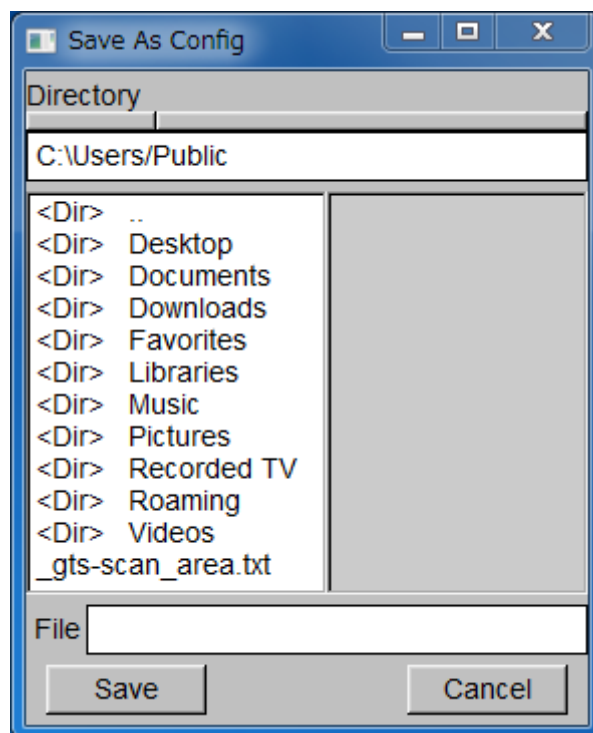 Save As Config
Directory
C:\Users/Public
<Dir> ..
<Dir> Desktop
<Dir> Documents
<Dir> Downloads
<Dir> Favorites
<Dir> Libraries
<Dir> Music
<Dir> Pictures
<Dir> Recorded TV
<Dir> Roaming
<Dir> Videos
_gts-scan_area.txt
File
Save Cancel